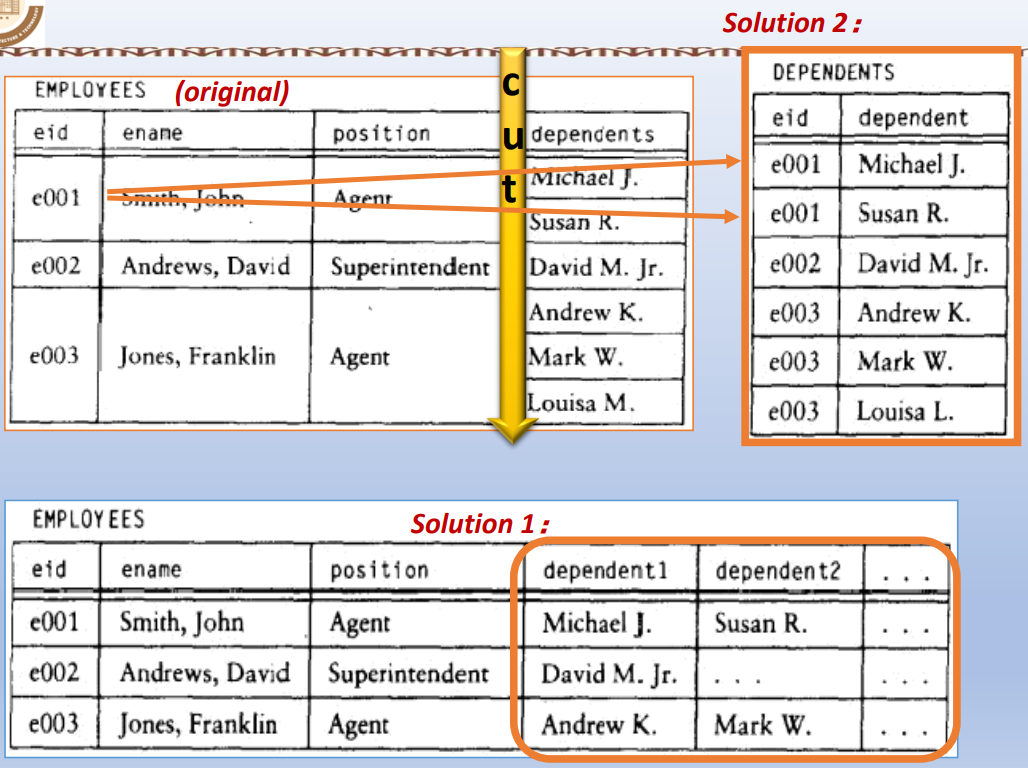 Solution 2：
EMPLOYEES (original)
cut
eid ename position dependents
e001 Smith, John Agent Michael J.
Susan R.
e002 Andrews, David Superintendent David M. Jr.
Andrew K.
e003 Jones, Franklin Agent Mark W.
Louisa M.
DEPENDENTS
eid dependent
e001 Michael J.
e001 Susan R.
e002 David M. Jr.
e003 Andrew K.
e003 Mark W.
e003 Louisa L.
EMPLOYEES
Solution 1：
eid ename position dependent1 dependent2 . . .
e001 Smith, John Agent Michael J. Susan R. . . .
e002 Andrews, David Superintendent David M. Jr. . . . . . .
e003 Jones, Franklin Agent Andrew K. Mark W. . . .